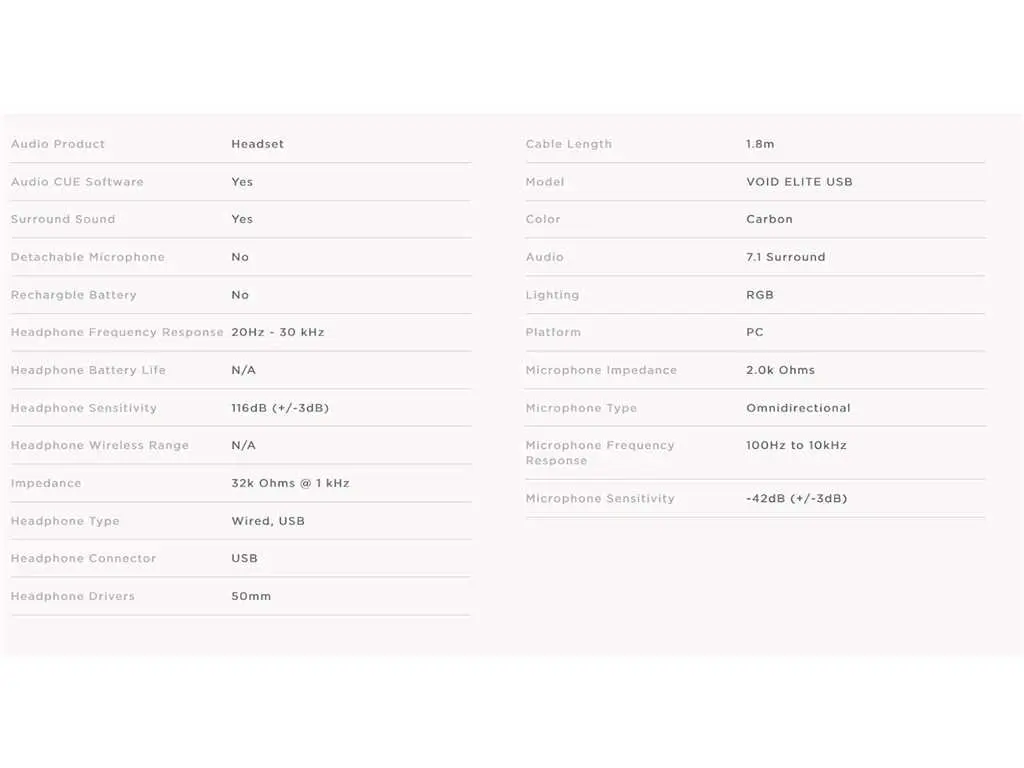 Audio Product Headset
Audio CUE Software Yes
Surround Sound Yes
Detachable Microphone No
Rechargble Battery No
Headphone Frequency Response 20Hz - 30 kHz
Headphone Battery Life N/A
Headphone Sensitivity 116dB (+/-3dB)
Headphone Wireless Range N/A
Impedance 32k Ohms @ 1 kHz
Headphone Type Wired, USB
Headphone Connector USB
Headphone Drivers 50mm
Cable Length 1.8m
Model VOID ELITE USB
Color Carbon
Audio 7.1 Surround
Lighting RGB
Platform PC
Microphone Impedance 2.0k Ohms
Microphone Type Omnidirectional
Microphone Frequency 100Hz to 10kHz
Response
Microphone Sensitivity -42dB (+/-3dB)